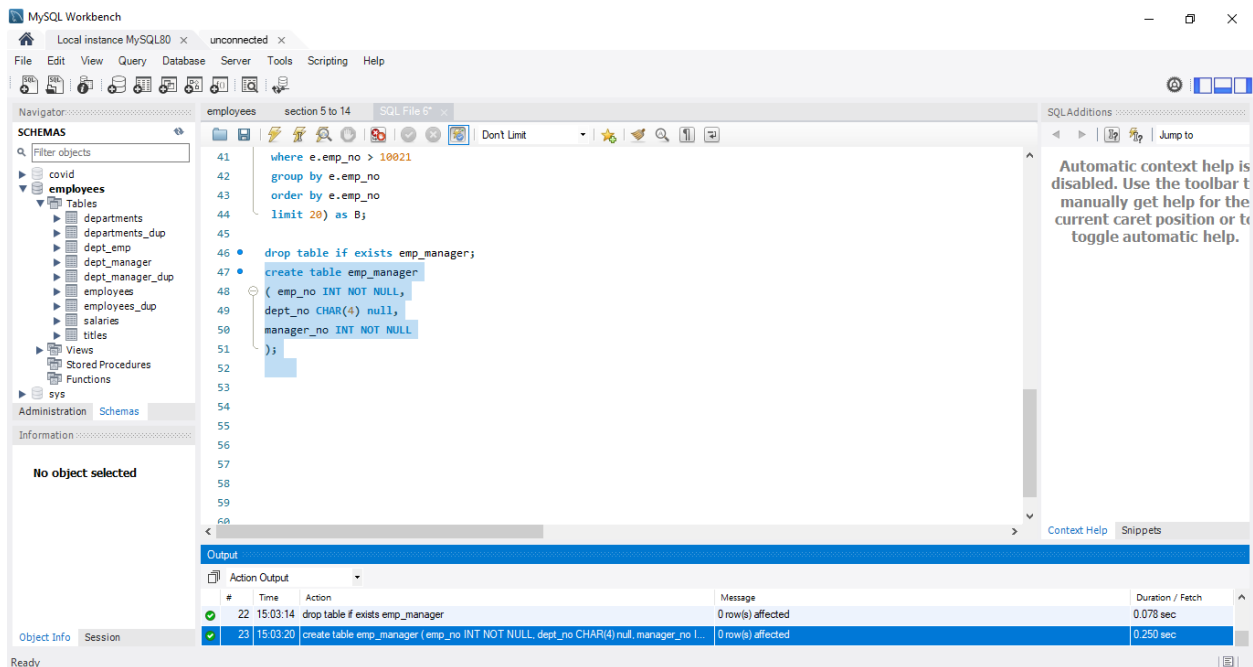 MySQL Workbench
Local instance MySQL80 × unconnected ×
File Edit View Query Database Server Tools Scripting Help
Navigator
SCHEMAS
Filter objects
covid
employees
Tables
departments
departments_dup
dept_emp
dept_manager
dept_manager_dup
employees
employees_dup
salaries
titles
Views
Stored Procedures
Functions
sys
Administration Schemas
Information
No object selected
Object Info Session
Ready
employees section 5 to 14 SQL File 6* ×
Don't Limit
41 where e.emp_no > 10021
42 group by e.emp_no
43 order by e.emp_no
44 limit 20) as B;
45
46 drop table if exists emp_manager;
47 create table emp_manager
48 ( emp_no INT NOT NULL,
49 dept_no CHAR(4) null,
50 manager_no INT NOT NULL
51 );
52
53
54
55
56
57
58
59
60
SQLAdditions
Jump to
Automatic context help is
disabled. Use the toolbar t
manually get help for the
current caret position or to
toggle automatic help.
Context Help Snippets
Output
Action Output
# Time Action Message Duration / Fetch
22 15:03:14 drop table if exists emp_manager 0 row(s) affected 0.078 sec
23 15:03:20 create table emp_manager ( emp_no INT NOT NULL, dept_no CHAR(4) null, manager_no I... 0 row(s) affected 0.250 sec